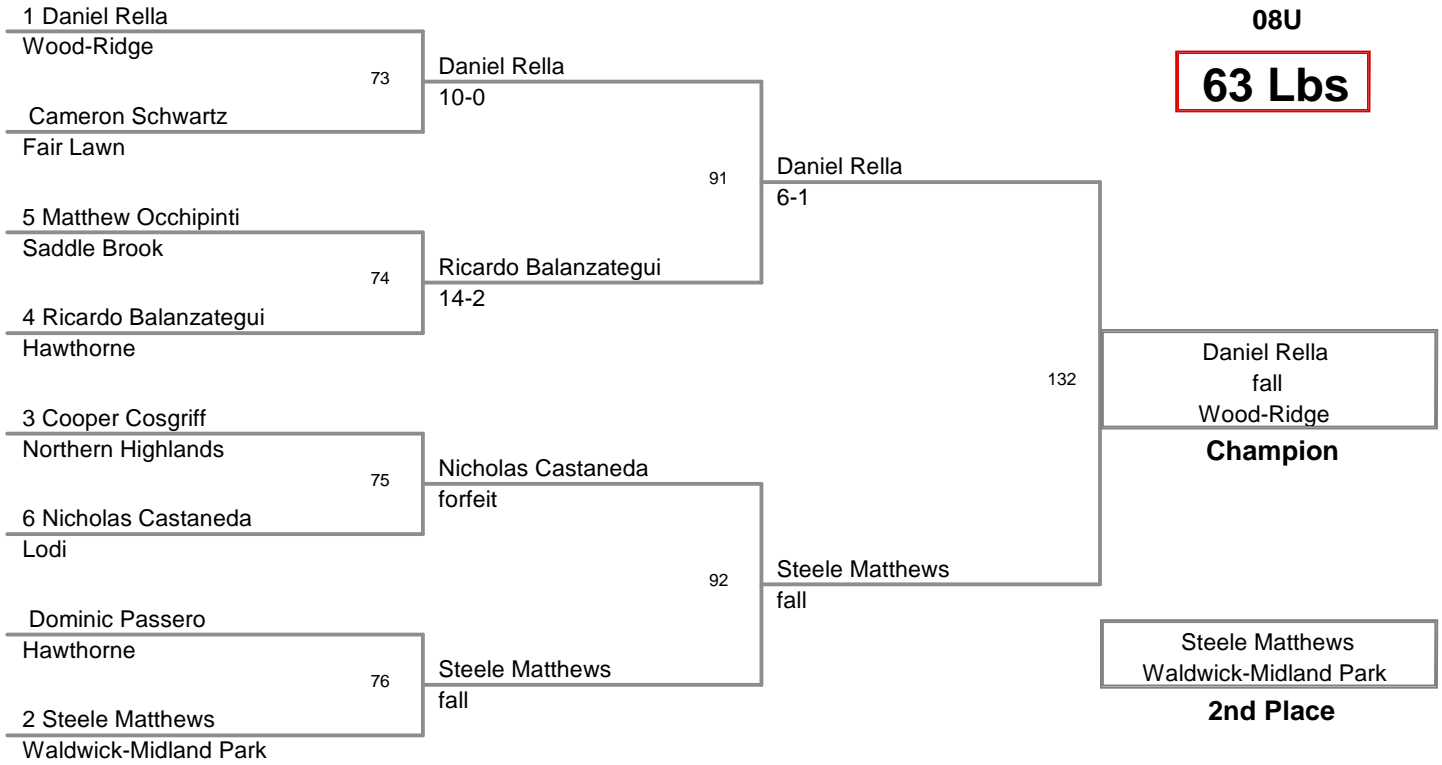 08U
63 Lbs
1 Daniel Rella
Wood-Ridge
73
Cameron Schwartz
Fair Lawn
5 Matthew Occhipinti
Saddle Brook
74
4 Ricardo Balanzategui
Hawthorne
3 Cooper Cosgriff
Northern Highlands
75
6 Nicholas Castaneda
Lodi
Dominic Passero
Hawthorne
76
2 Steele Matthews
Waldwick-Midland Park
Daniel Rella
10-0
91
Ricardo Balanzategui
14-2
Nicholas Castaneda
forfeit
92
Steele Matthews
fall
Daniel Rella
6-1
132
Steele Matthews
fall
Daniel Rella
fall
Wood-Ridge
Champion
Steele Matthews
Waldwick-Midland Park
2nd Place